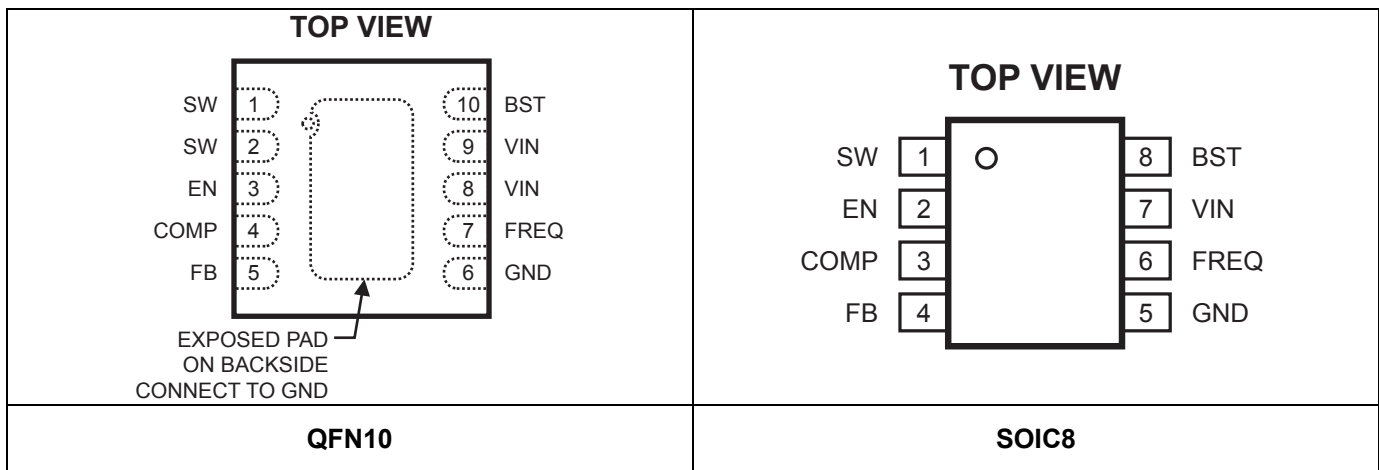 TOP VIEW
SW 1 10 BST
SW 2 9 VIN
EN 3 8 VIN
COMP 4 7 FREQ
FB 5 6 GND
EXPOSED PAD
ON BACKSIDE
CONNECT TO GND
QFN10
TOP VIEW
SW 1 8 BST
EN 2 7 VIN
COMP 3 6 FREQ
FB 4 5 GND
SOIC8